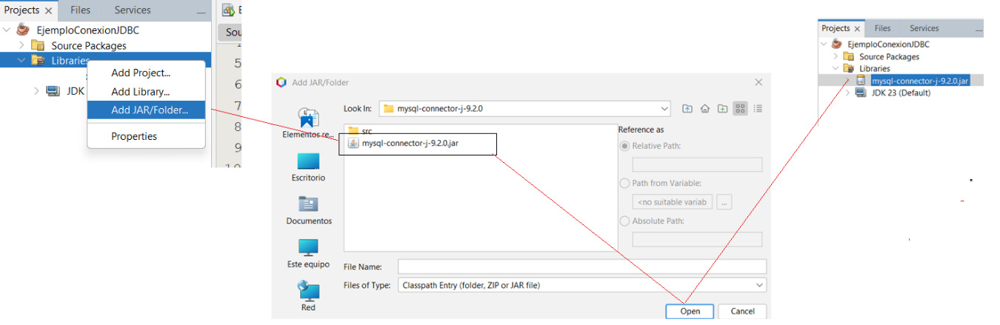 Projects Files Services
EjemploConexionJDBC
Source Packages
Libraries
JDK
Add Project...
Add Library...
Add JAR/Folder...
Properties
Sou
5
6
7
8
9
Add JAR/Folder
Look In: mysql-connector-j-9.2.0
Elementos re...
Escritorio
Documentos
Este equipo
Red
src
mysql-connector-j-9.2.0.jar
Reference as
Relative Path:
Path from Variable:
<no suitable variab ...
Absolute Path:
File Name:
Files of Type: Classpath Entry (folder, ZIP or JAR file)
Open Cancel
Projects Files Services
EjemploConexionJDBC
Source Packages
Libraries
mysql-connector-j-9.2.0.jar
JDK 23 (Default)